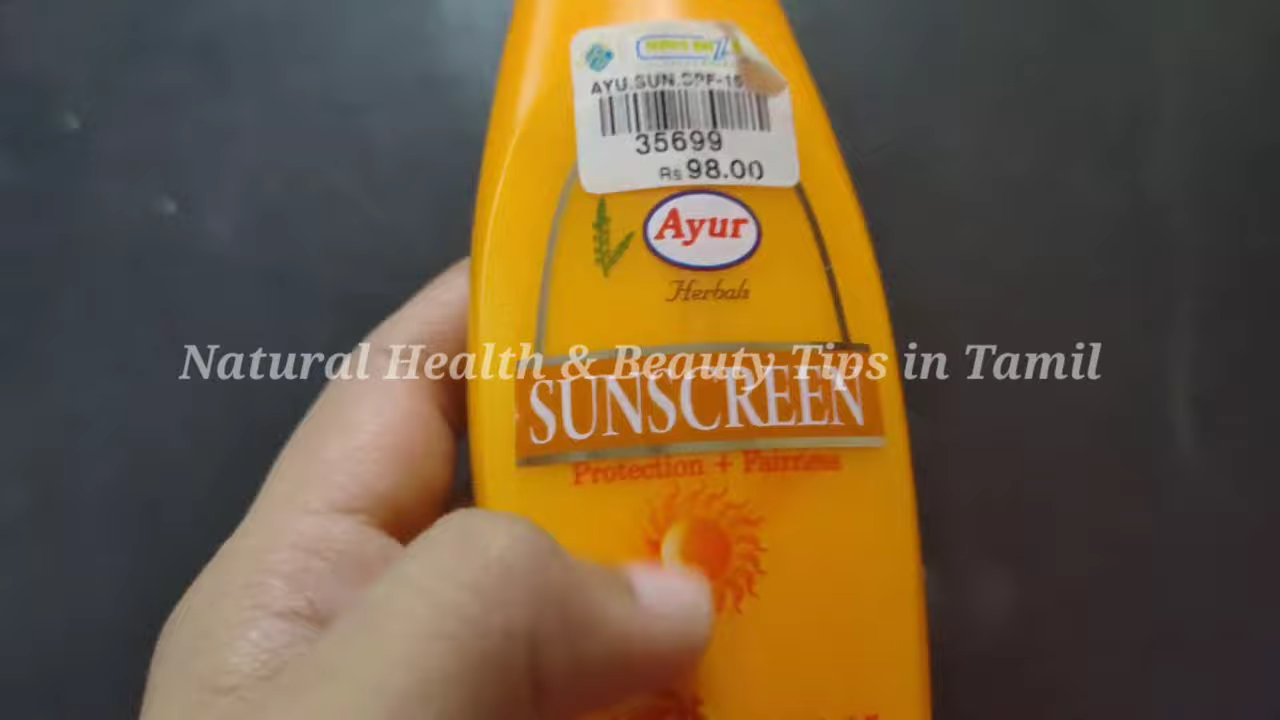 AYU.SUN.SPF-15
35699
Rs 98.00
Ayur
Herbals
Natural Health & Beauty Tips in Tamil
SUNSCREEN
Protection + Fairness